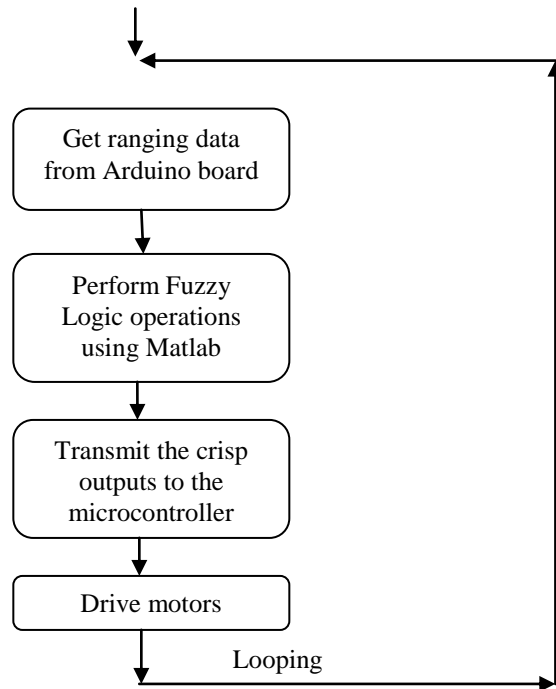 Get ranging data
from Arduino board
Perform Fuzzy
Logic operations
using Matlab
Transmit the crisp
outputs to the
microcontroller
Drive motors
Looping